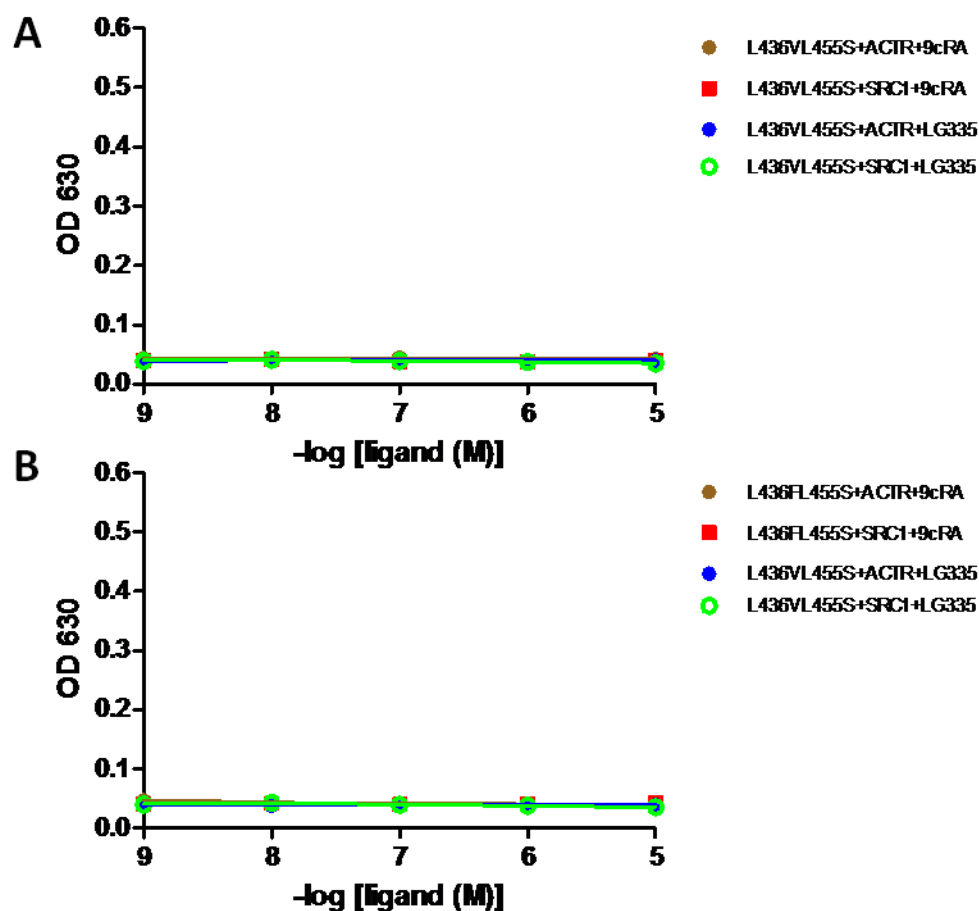 A
OD 630
0.6
0.5
0.4
0.3
0.2
0.1
0.0
9 8 7 6 5
-log [ligand (M)]
L436VL455S+ACTR+9cRA
L436VL455S+SRC1+9cRA
L436VL455S+ACTR+LG335
L436VL455S+SRC1+LG335
B
OD 630
0.6
0.5
0.4
0.3
0.2
0.1
0.0
9 8 7 6 5
-log [ligand (M)]
L436FL455S+ACTR+9cRA
L436FL455S+SRC1+9cRA
L436VL455S+ACTR+LG335
L436VL455S+SRC1+LG335